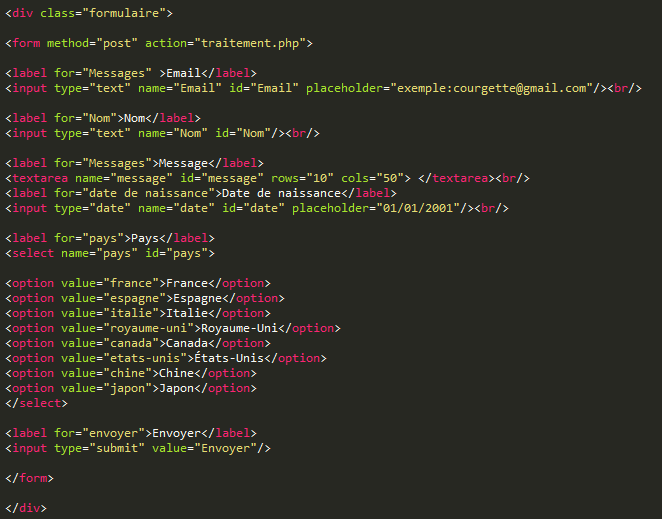 <div class="formulaire">
<form method="post" action="traitement.php">
<label for="Messages" >Email</label>
<input type="text" name="Email" id="Email" placeholder="exemple:courgette@gmail.com"/><br/>
<label for="Nom">Nom</label>
<input type="text" name="Nom" id="Nom"/><br/>
<label for="Messages">Message</label>
<textarea name="message" id="message" rows="10" cols="50"> </textarea><br/>
<label for="date de naissance">Date de naissance</label>
<input type="date" name="date" id="date" placeholder="01/01/2001"/><br/>
<label for="pays">Pays</label>
<select name="pays" id="pays">
<option value="france">France</option>
<option value="espagne">Espagne</option>
<option value="italie">Italie</option>
<option value="royaume-uni">Royaume-Uni</option>
<option value="canada">Canada</option>
<option value="etats-unis">États-Unis</option>
<option value="chine">Chine</option>
<option value="japon">Japon</option>
</select>
<label for="envoyer">Envoyer</label>
<input type="submit" value="Envoyer"/>
</form>
</div>